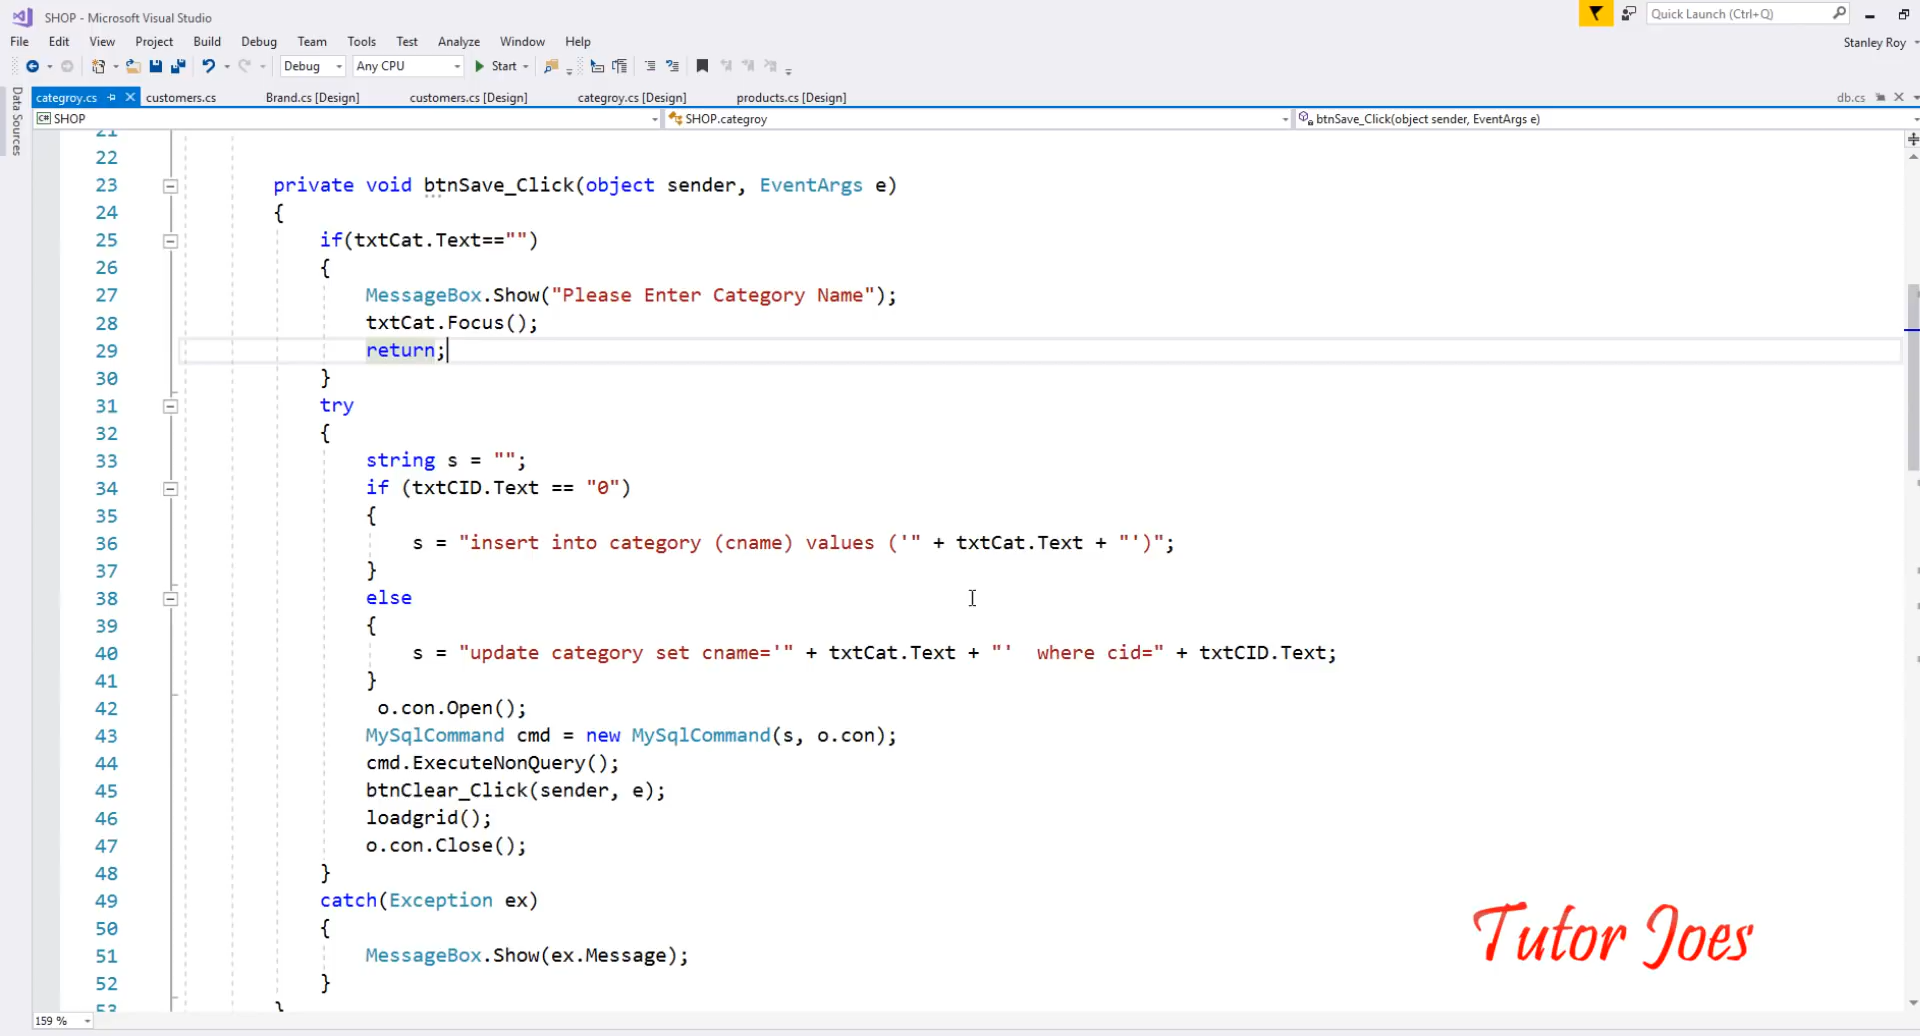 SHOP - Microsoft Visual Studio
Quick Launch (Ctrl+Q)
File Edit View Project Build Debug Team Tools Test Analyze Window Help
Stanley Roy
Debug Any CPU Start
categroy.cs customers.cs Brand.cs [Design] customers.cs [Design] categroy.cs [Design] products.cs [Design] db.cs
Data Sources
C# SHOP SHOP.categroy btnSave_Click(object sender, EventArgs e)
21
22
23 private void btnSave_Click(object sender, EventArgs e)
24 {
25 if(txtCat.Text=="")
26 {
27 MessageBox.Show("Please Enter Category Name");
28 txtCat.Focus();
29 return;
30 }
31 try
32 {
33 string s = "";
34 if (txtCID.Text == "0")
35 {
36 s = "insert into category (cname) values ('" + txtCat.Text + "')";
37 }
38 else
39 {
40 s = "update category set cname='" + txtCat.Text + "'  where cid=" + txtCID.Text;
41 }
42 o.con.Open();
43 MySqlCommand cmd = new MySqlCommand(s, o.con);
44 cmd.ExecuteNonQuery();
45 btnClear_Click(sender, e);
46 loadgrid();
47 o.con.Close();
48 }
49 catch(Exception ex)
50 {
51 MessageBox.Show(ex.Message);
52 }
53 }
Tutor Joes
159 %